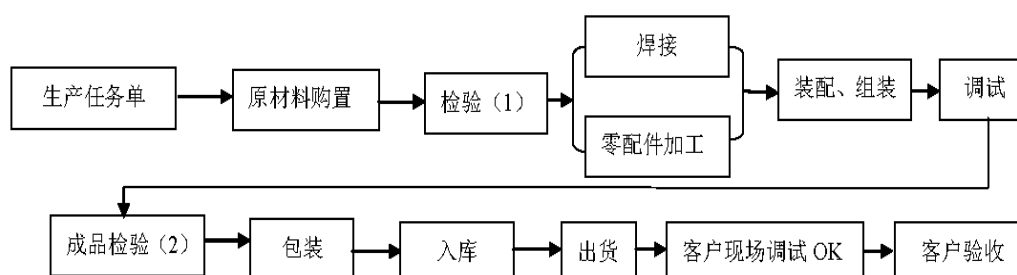 生产任务单
原材料购置
检验（1）
焊接
零配件加工
装配、组装
调试
成品检验（2）
包装
入库
出货
客户现场调试 OK
客户验收